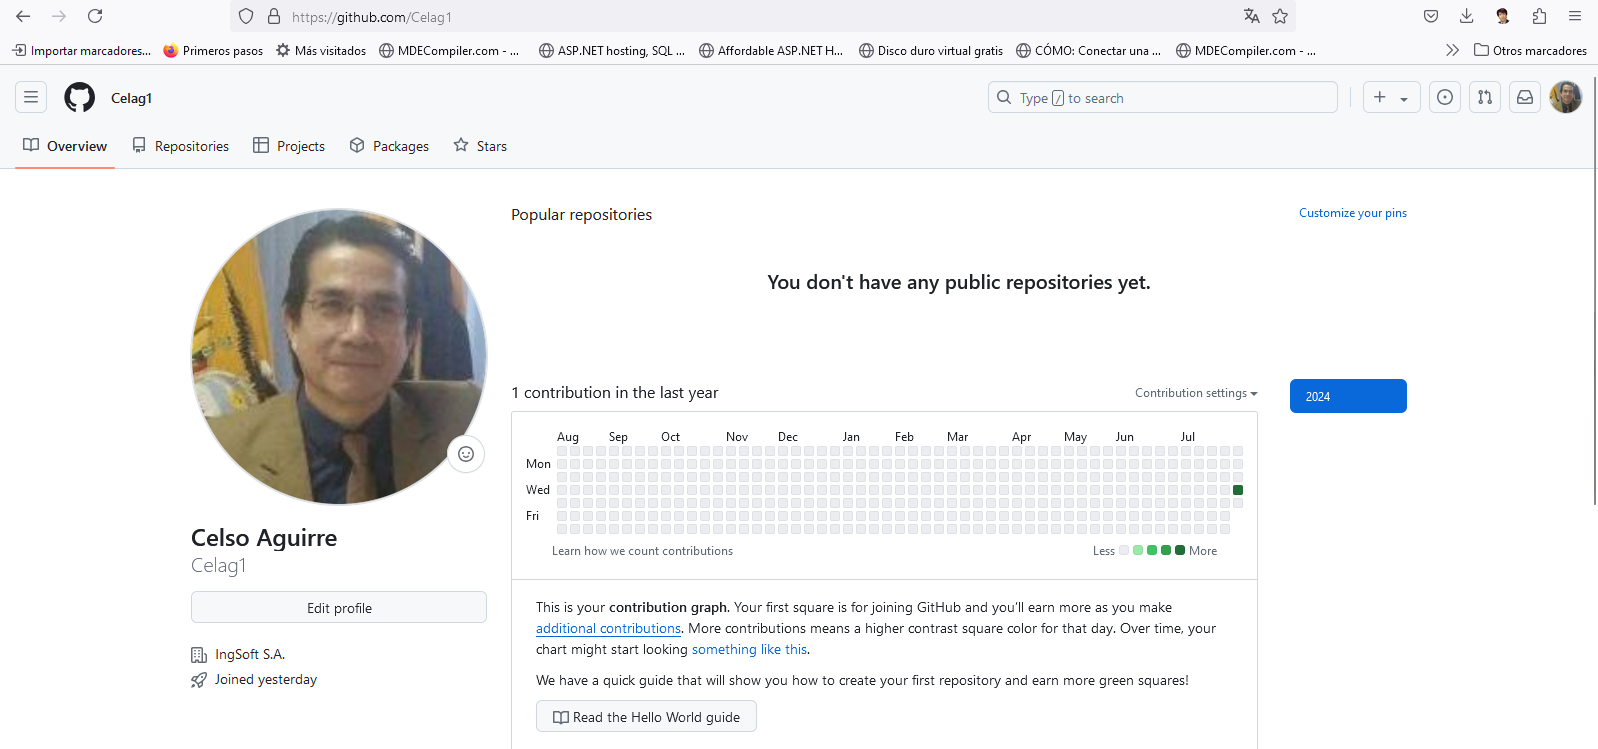 https://github.com/Celag1
Importar marcadores... Primeros pasos Más visitados MDECompiler.com - ... ASP.NET hosting, SQL ... Affordable ASP.NET H... Disco duro virtual gratis CÓMO: Conectar una ... MDECompiler.com - ... Otros marcadores
Celag1 Type / to search
Overview Repositories Projects Packages Stars
Popular repositories Customize your pins
You don't have any public repositories yet.
1 contribution in the last year Contribution settings 2024
Aug Sep Oct Nov Dec Jan Feb Mar Apr May Jun Jul
Mon
Wed
Fri
Learn how we count contributions Less More
Celso Aguirre
Celag1
Edit profile
IngSoft S.A.
Joined yesterday
This is your contribution graph. Your first square is for joining GitHub and you'll earn more as you make
additional contributions. More contributions means a higher contrast square color for that day. Over time, your
chart might start looking something like this.
We have a quick guide that will show you how to create your first repository and earn more green squares!
Read the Hello World guide